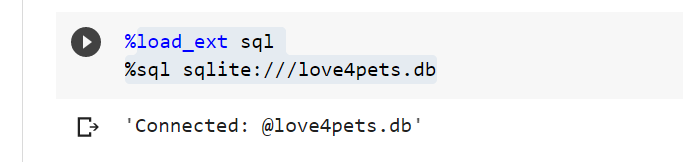 %load_ext sql
%sql sqlite:///love4pets.db
'Connected: @love4pets.db'